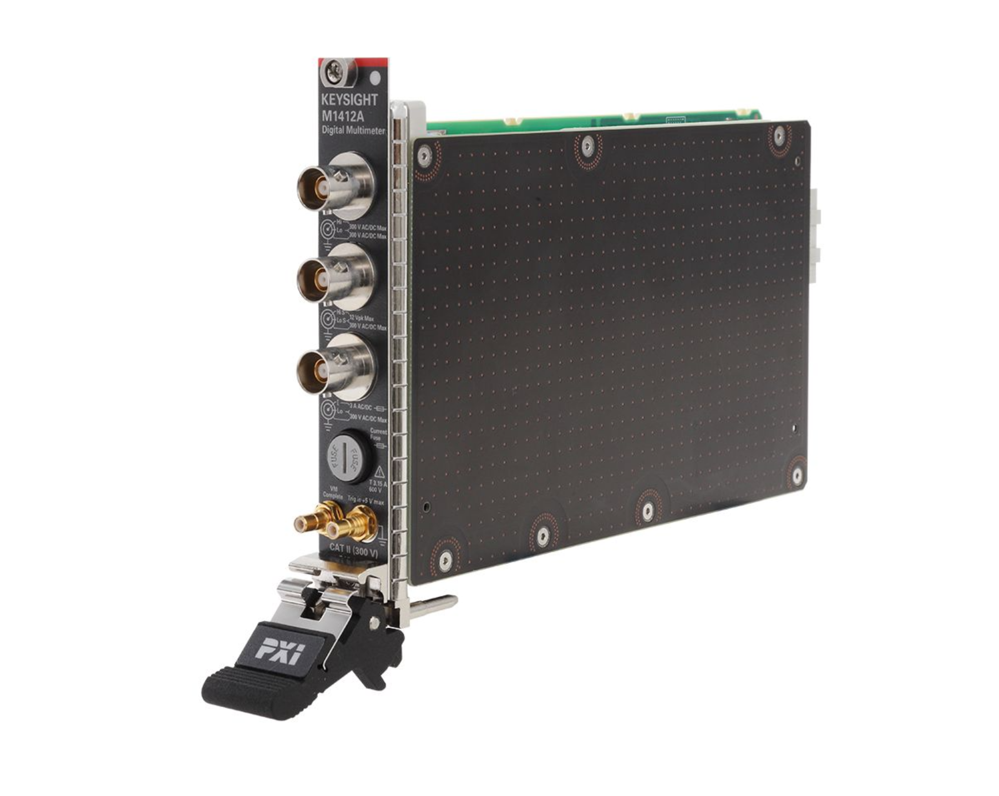 KEYSIGHT
M1412A
Digital Multimeter
Hi 300 V AC/DC Max
Lo 300 V AC/DC Max
Hi S 12 Vpk Max
Lo S 300 V AC/DC Max
I 3 A AC/DC
Lo 300 V AC/DC Max
Current
Fuse
FUSE FUSE
T 3.15 A
600 V
VM
Complete Trig in +5 V max
CAT II (300 V)
PXI